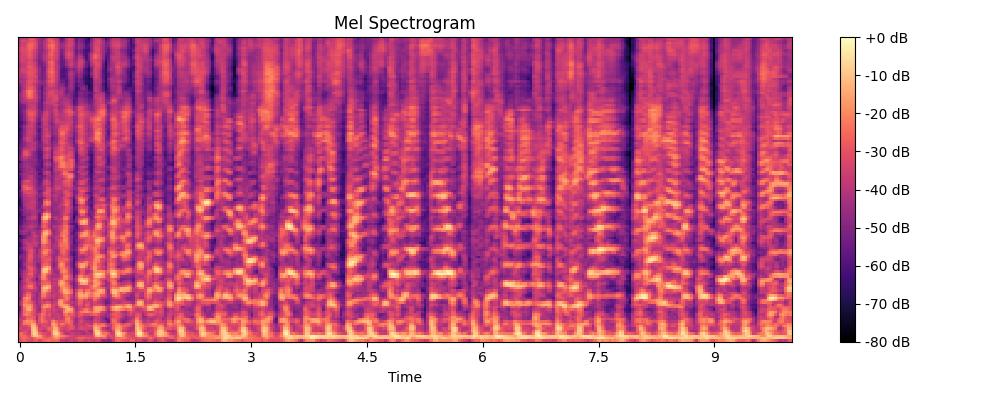 Mel Spectrogram
+0 dB
-10 dB
-20 dB
-30 dB
-40 dB
-50 dB
-60 dB
-70 dB
-80 dB
0 1.5 3 4.5 6 7.5 9
Time